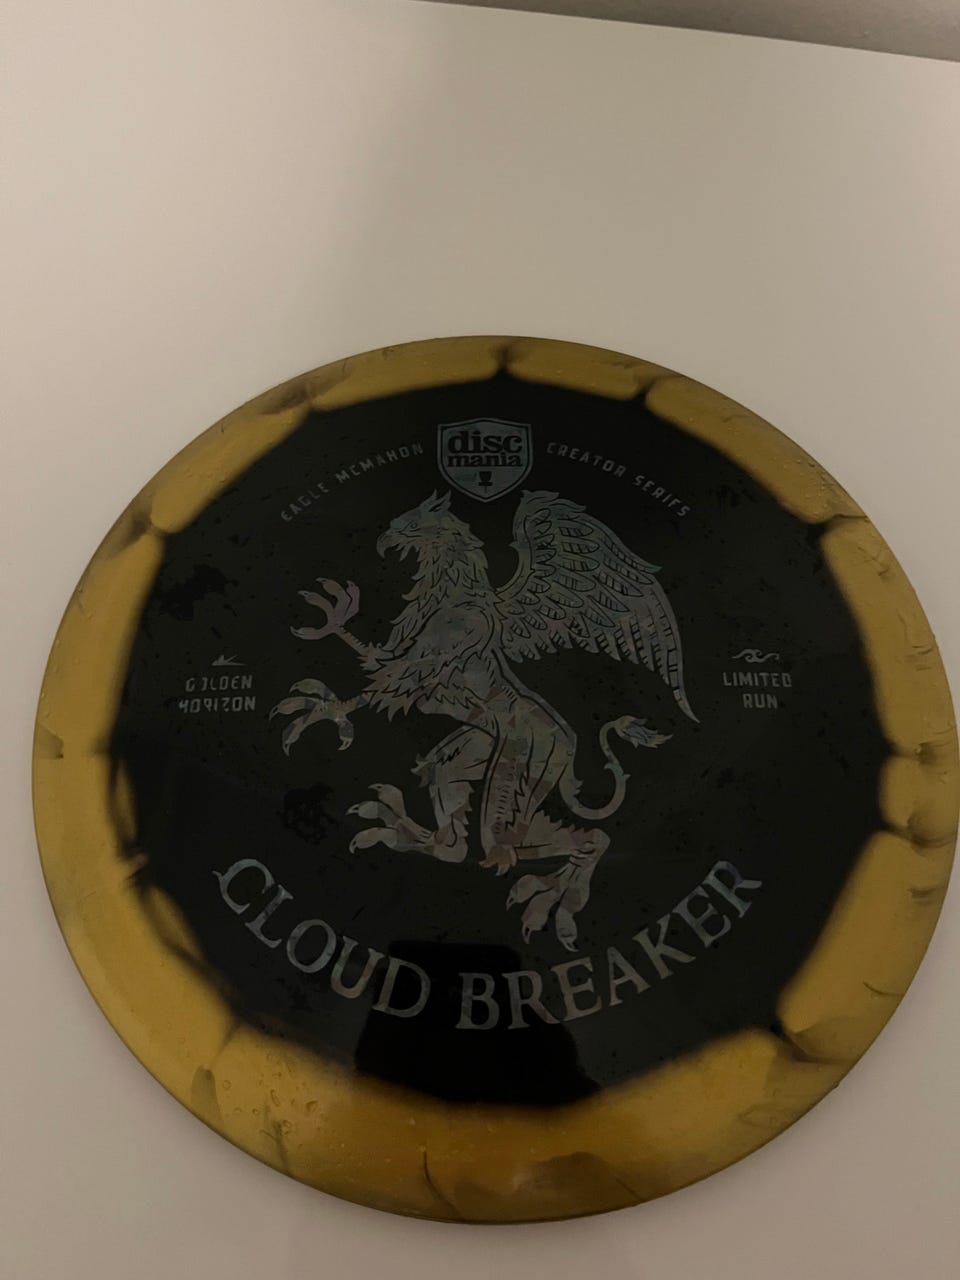 disc
mania
EAGLE MCMAHON
CREATOR SERIES
GOLDEN
HORIZON
LIMITED
RUN
CLOUD BREAKER